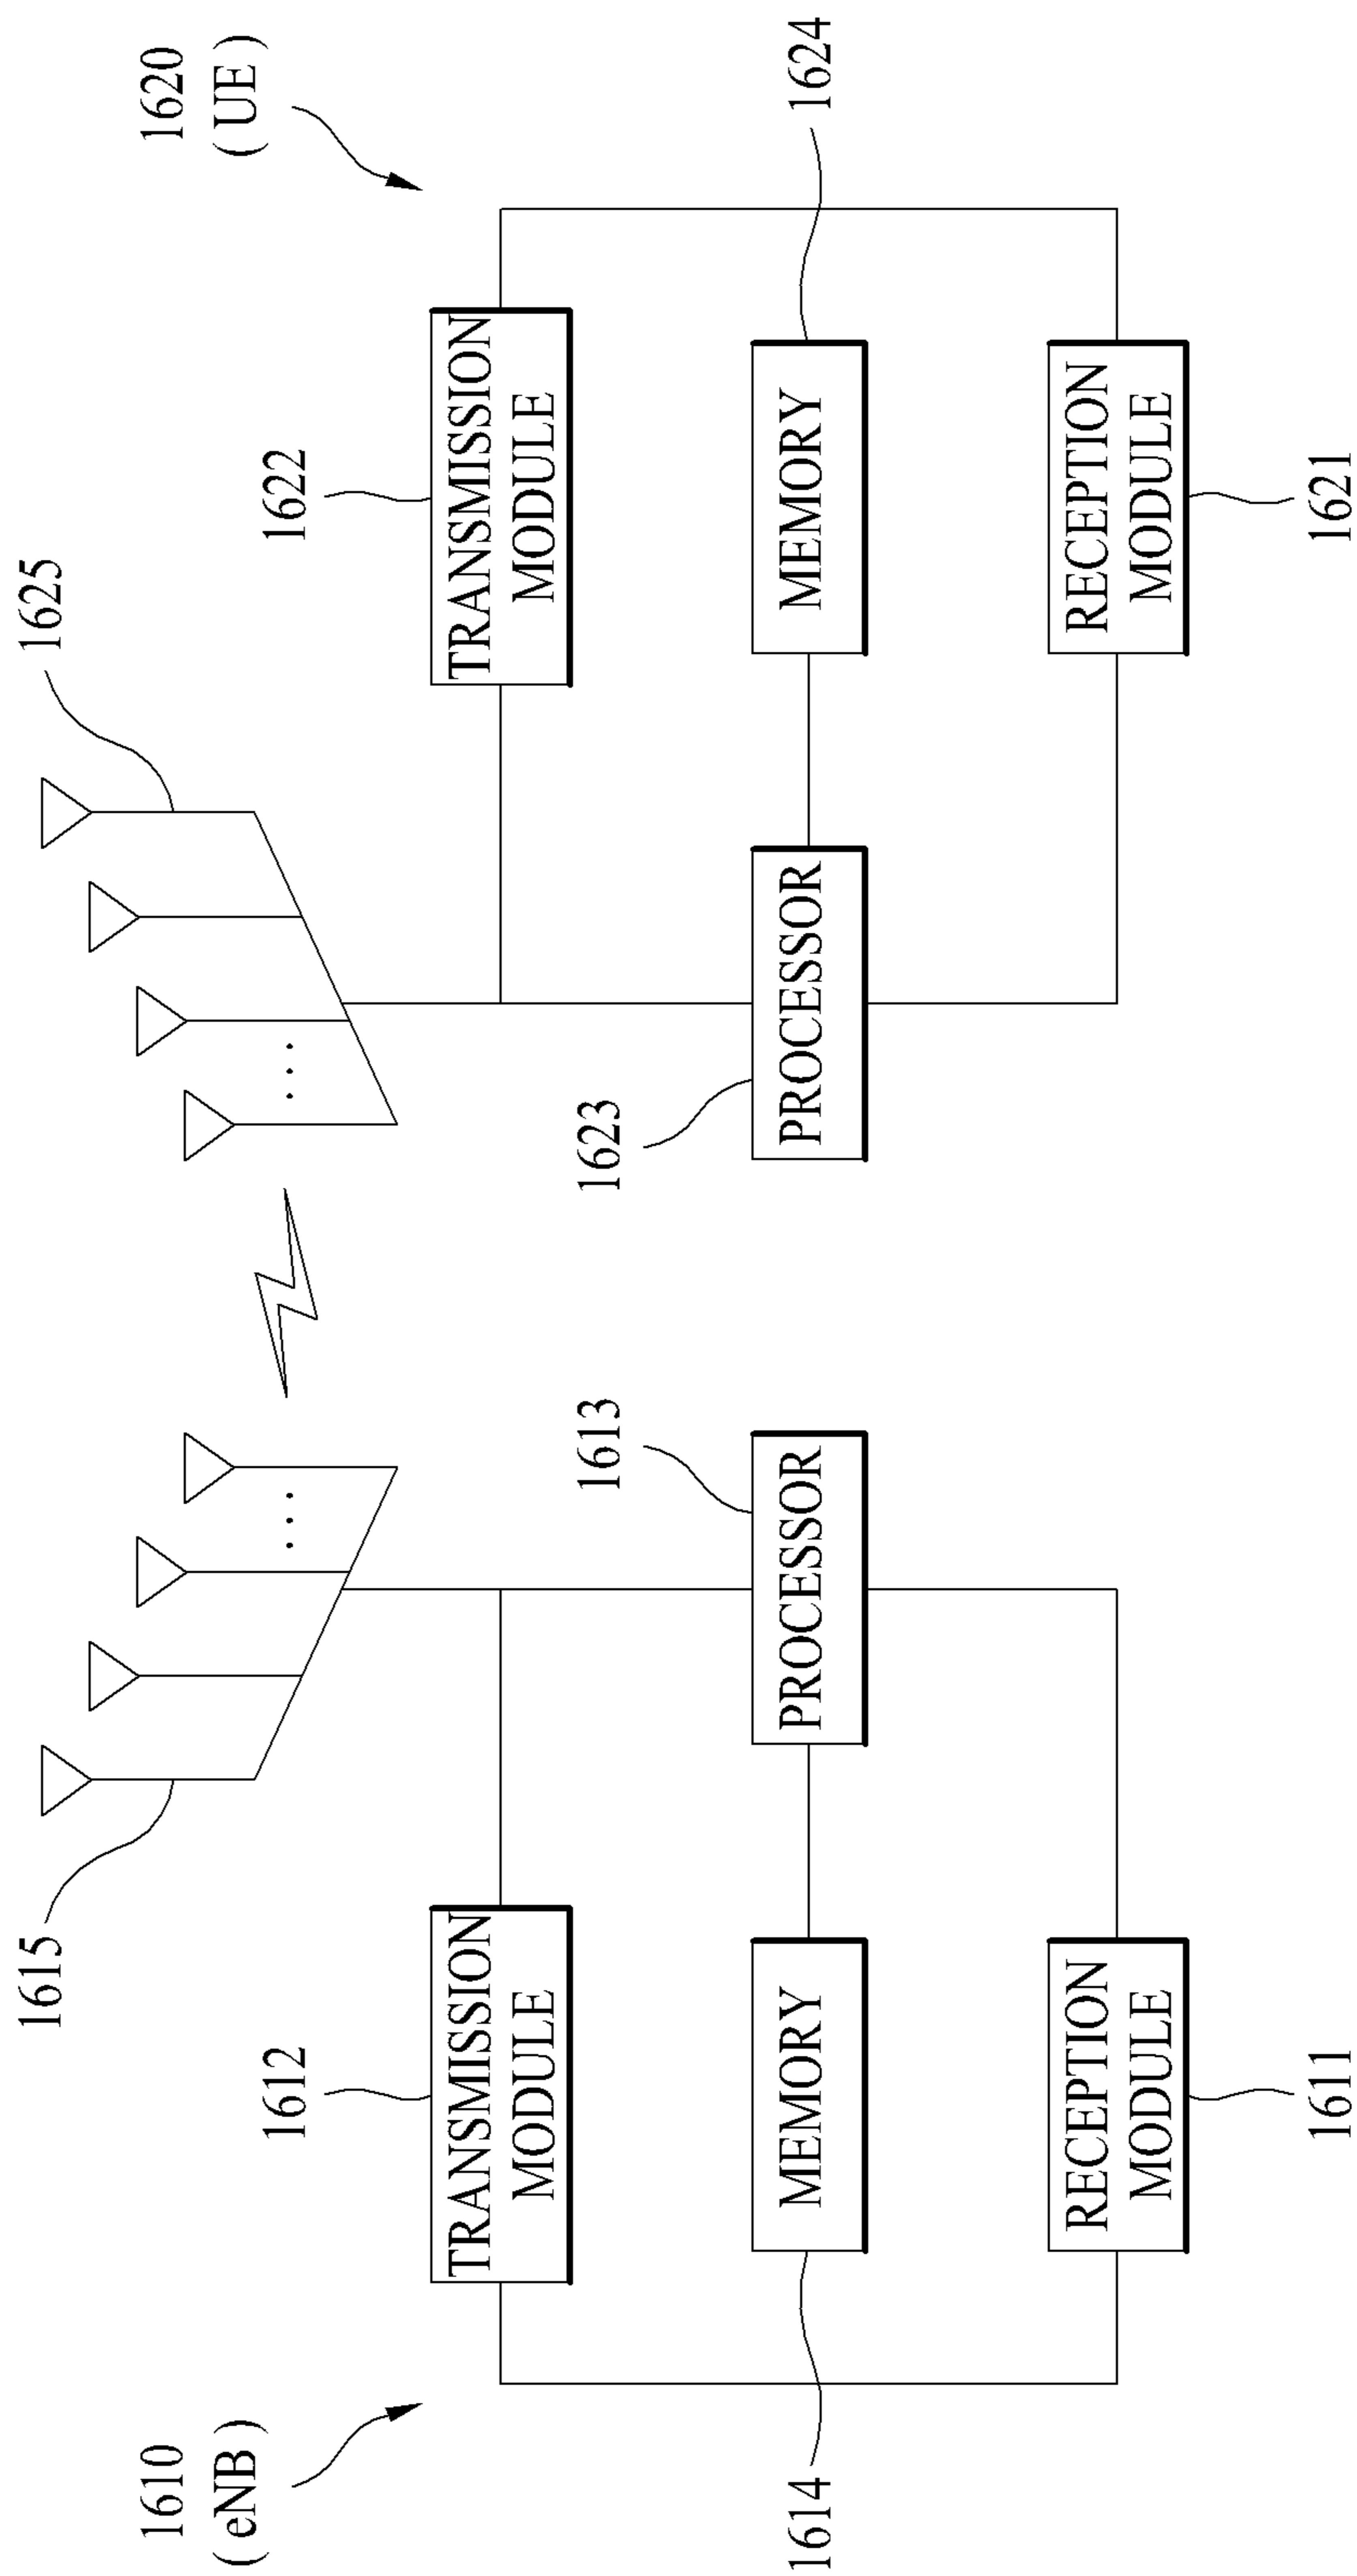 1610
( eNB )
1615
1612
TRANSMISSION
MODULE
1613
1614
MEMORY
PROCESSOR
RECEPTION
MODULE
1611
1620
( UE )
1625
1622
TRANSMISSION
MODULE
1623
PROCESSOR
MEMORY
1624
RECEPTION
MODULE
1621